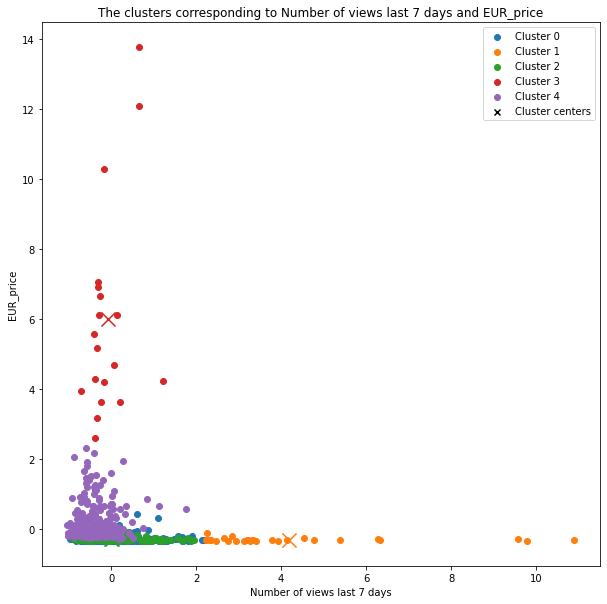 The clusters corresponding to Number of views last 7 days and EUR_price
Cluster 0
Cluster 1
Cluster 2
Cluster 3
Cluster 4
Cluster centers
14
12
10
8
6
4
2
0
EUR_price
0 2 4 6 8 10
Number of views last 7 days